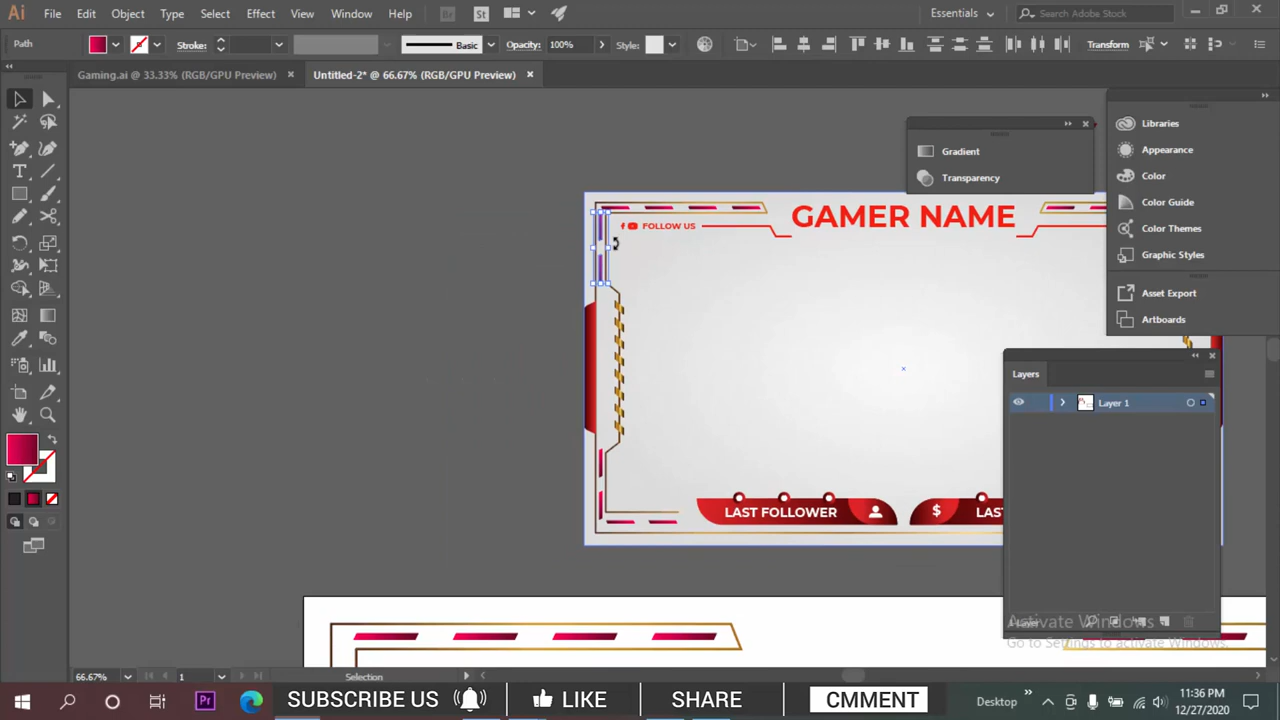 Ai File Edit Object Type Select Effect View Window Help Br St Essentials Search Adobe Stock
Path Stroke: Basic Opacity: 100% Style: Transform
Gaming.ai @ 33.33% (RGB/GPU Preview) Untitled-2* @ 66.67% (RGB/GPU Preview)
Libraries
Gradient
Appearance
Transparency
Color
Color Guide
GAMER NAME
FOLLOW US
Color Themes
Graphic Styles
Asset Export
Artboards
Layers
Layer 1
LAST FOLLOWER
$ LAS
Activate Windows
Go to Settings to activate Windows.
66.67% 1 Selection
Pr SUBSCRIBE US LIKE SHARE CMMENT Desktop
11:36 PM
12/27/2020